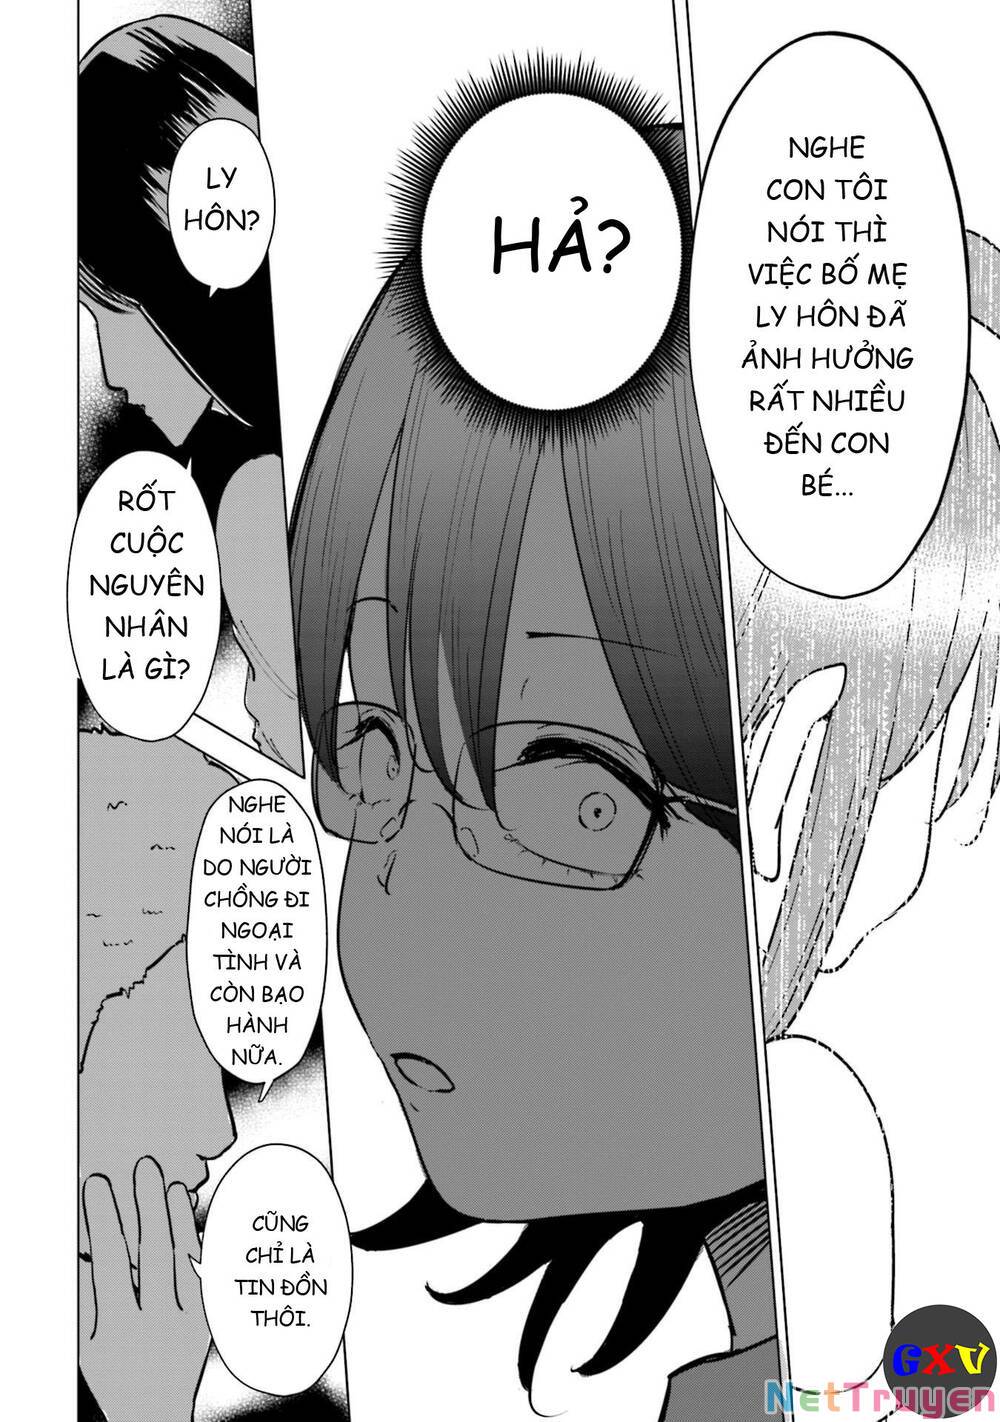 NGHE
CON TÔI
NÓI THÌ
VIỆC BỐ MẸ
LY HÔN ĐÃ
ẢNH HƯỞNG
RẤT NHIỀU
ĐẾN CON
BÉ...
HẢ?
LY
HÔN?
RỐT
CUỘC
NGUYÊN
NHÂN
LÀ GÌ?
NGHE
NÓI LÀ
DO NGƯỜI
CHỒNG ĐI
NGOẠI
TÌNH VÀ
CÒN BẠO
HÀNH
NỮA.
CŨNG
CHỈ LÀ
TIN ĐỒN
THÔI.
GXV
NetTruyen